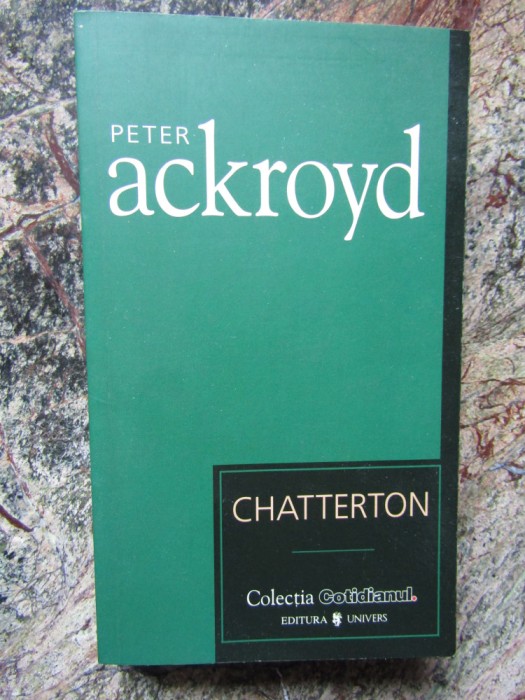 PETER
ackroyd
CHATTERTON
Colecția Cotidianul.
EDITURA UNIVERS